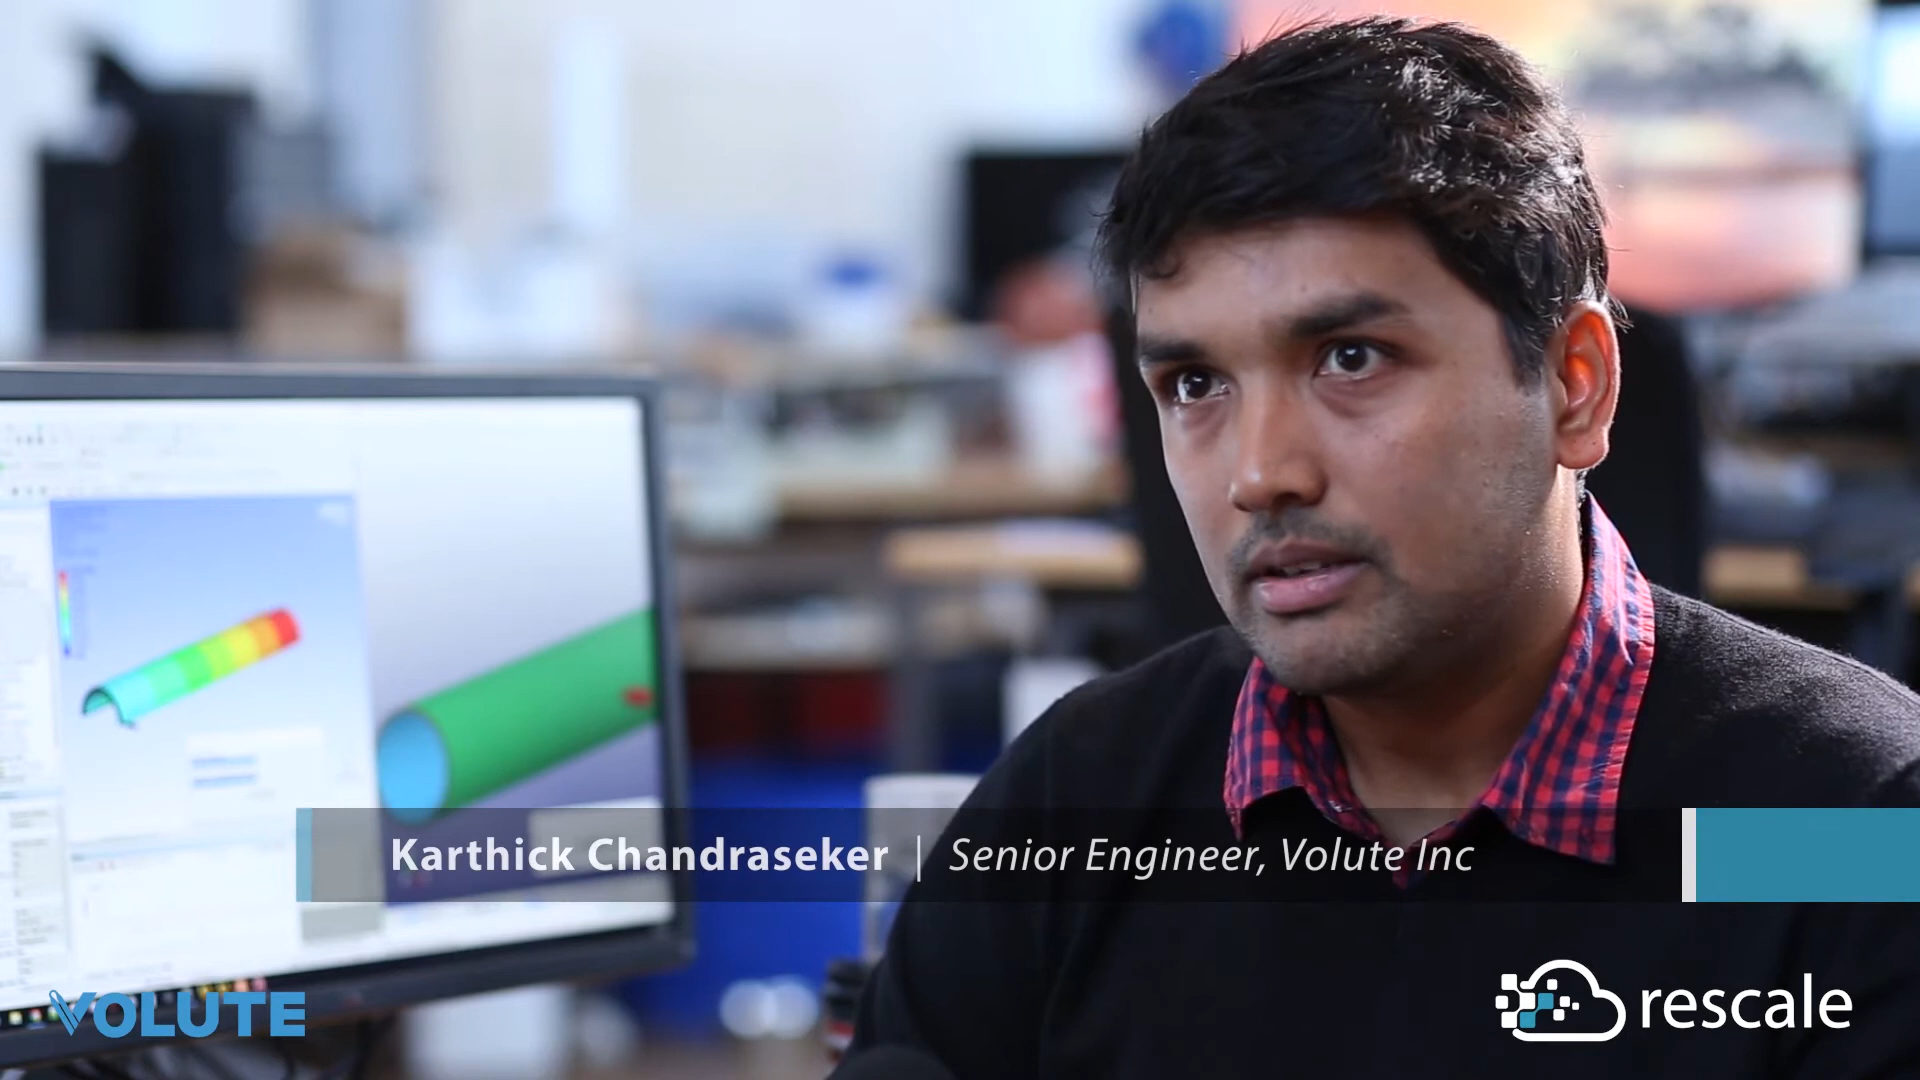 Karthick Chandraseker | Senior Engineer, Volute Inc
VOLUTE
rescale